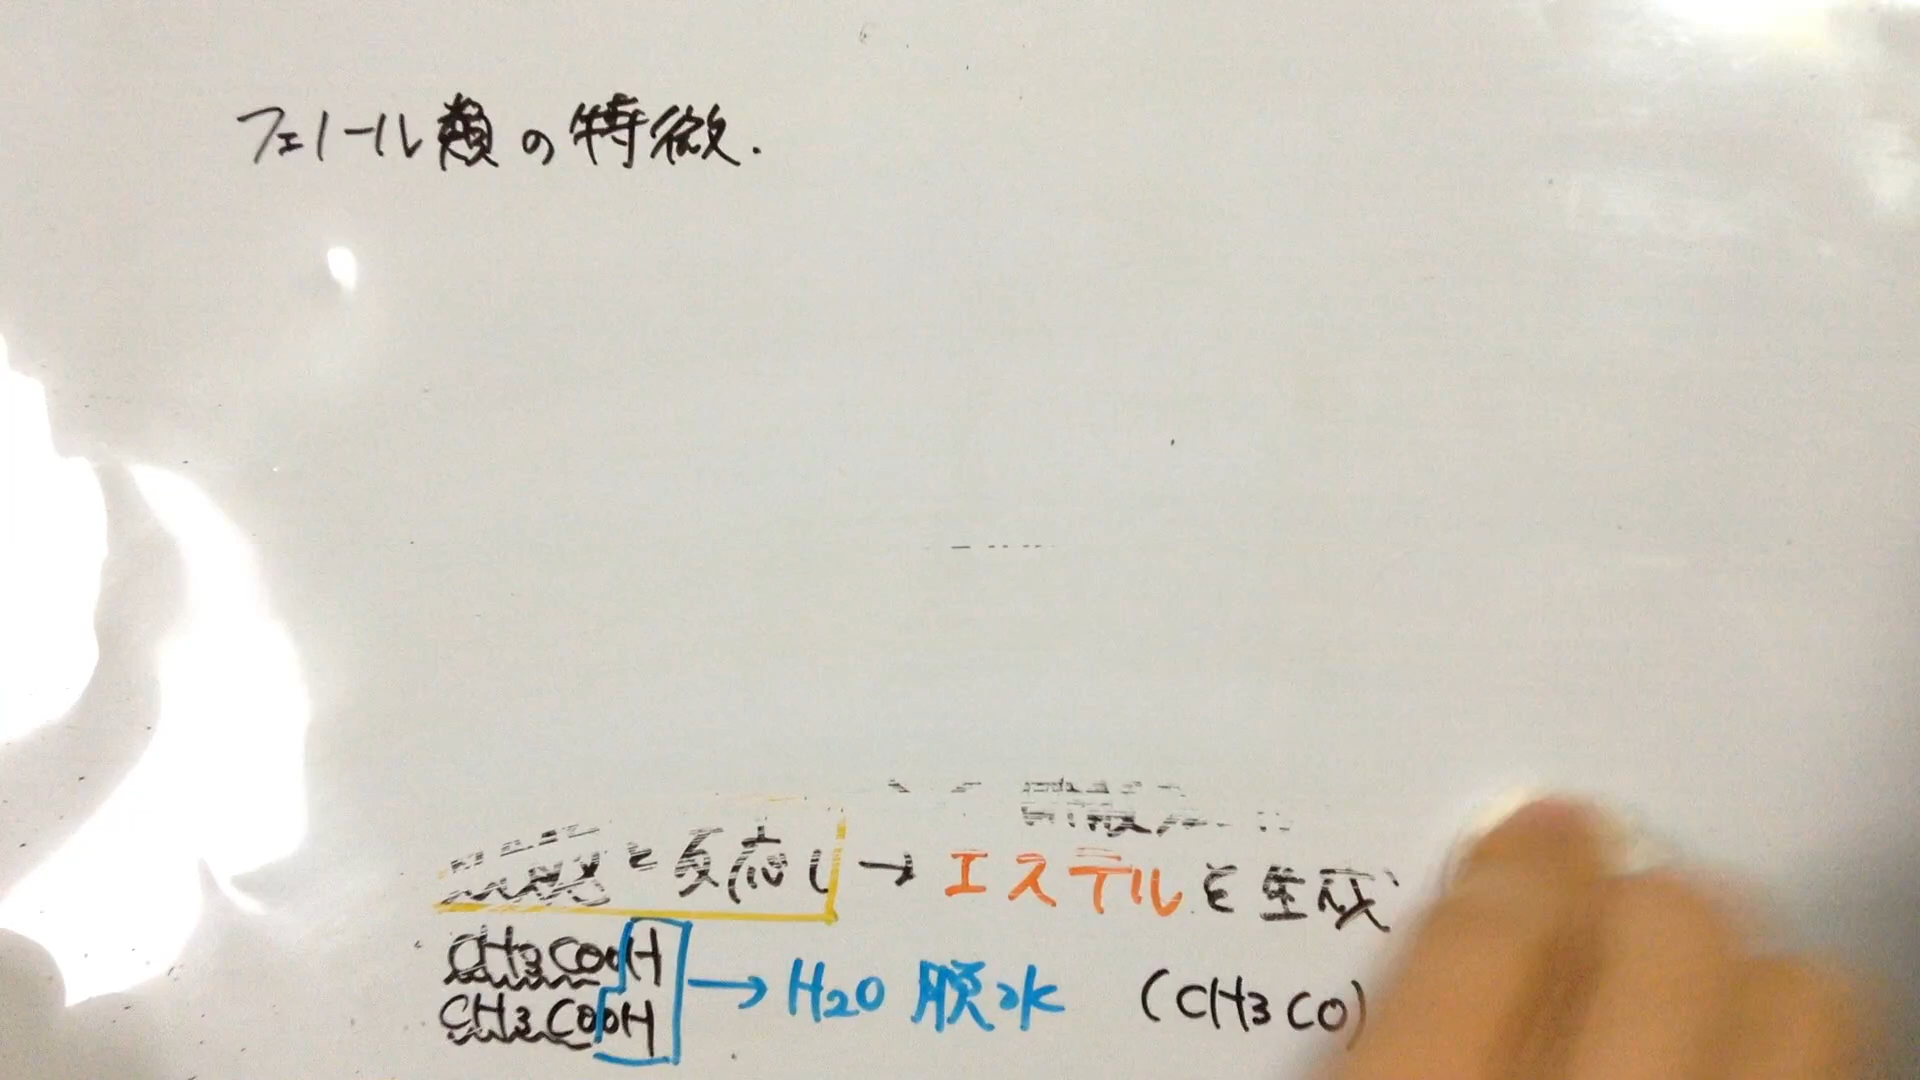 フェノール類の特徴.
と反応し → エステルを生成
CH3COOH
CH3COOH → H2O 脱水 (CH3CO)